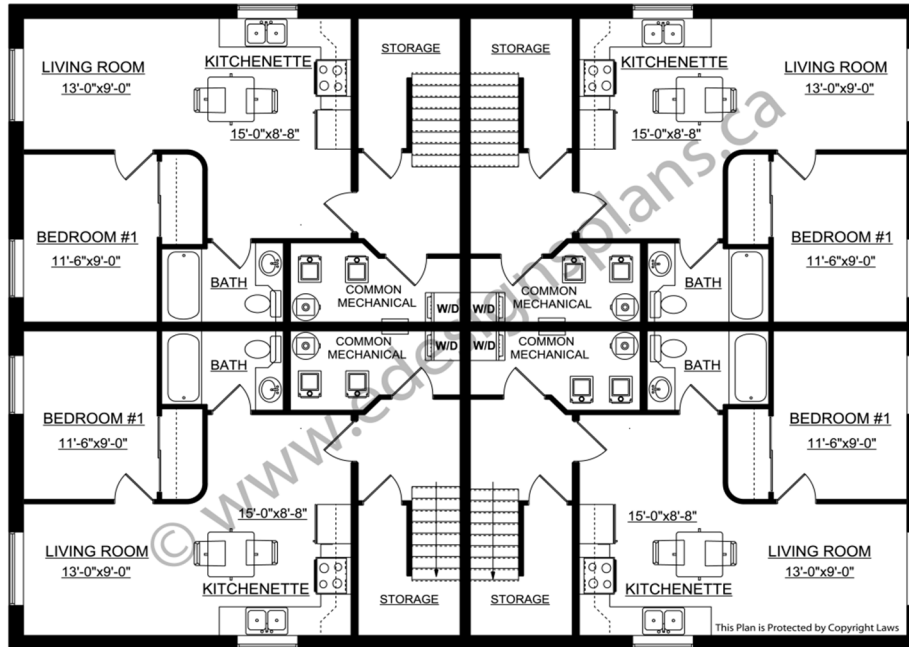 STORAGE
STORAGE
LIVING ROOM
13'-0"x9'-0"
KITCHENETTE
15'-0"x8'-8"
KITCHENETTE
15'-0"x8'-8"
LIVING ROOM
13'-0"x9'-0"
BEDROOM #1
11'-6"x9'-0"
BATH
COMMON
MECHANICAL
W/D
W/D
COMMON
MECHANICAL
BATH
BEDROOM #1
11'-6"x9'-0"
BEDROOM #1
11'-6"x9'-0"
BATH
COMMON
MECHANICAL
W/D
W/D
COMMON
MECHANICAL
BATH
BEDROOM #1
11'-6"x9'-0"
LIVING ROOM
13'-0"x9'-0"
15'-0"x8'-8"
KITCHENETTE
STORAGE
STORAGE
15'-0"x8'-8"
KITCHENETTE
LIVING ROOM
13'-0"x9'-0"
© www.edesignsplans.ca
This Plan is Protected by Copyright Laws